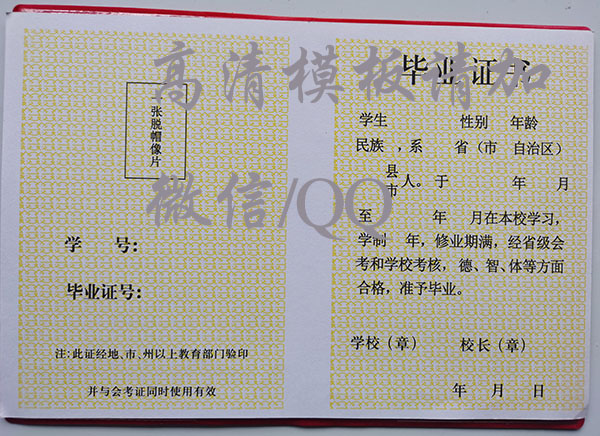 高清模板请加
微信/QQ
一张脱帽像片
学 号:
毕业证号:
注:此证经地、市、州以上教育部门验印
并与会考证同时使用有效
毕业证书
学生 性别 年龄
民族 ,系 省(市 自治区)
县
市 人。于 年 月
至 年 月在本校学习,
学制 年,修业期满,经省级会
考和学校考核, 德、智、体等方面
合格,准予毕业。
学校(章) 校长(章)
年 月 日